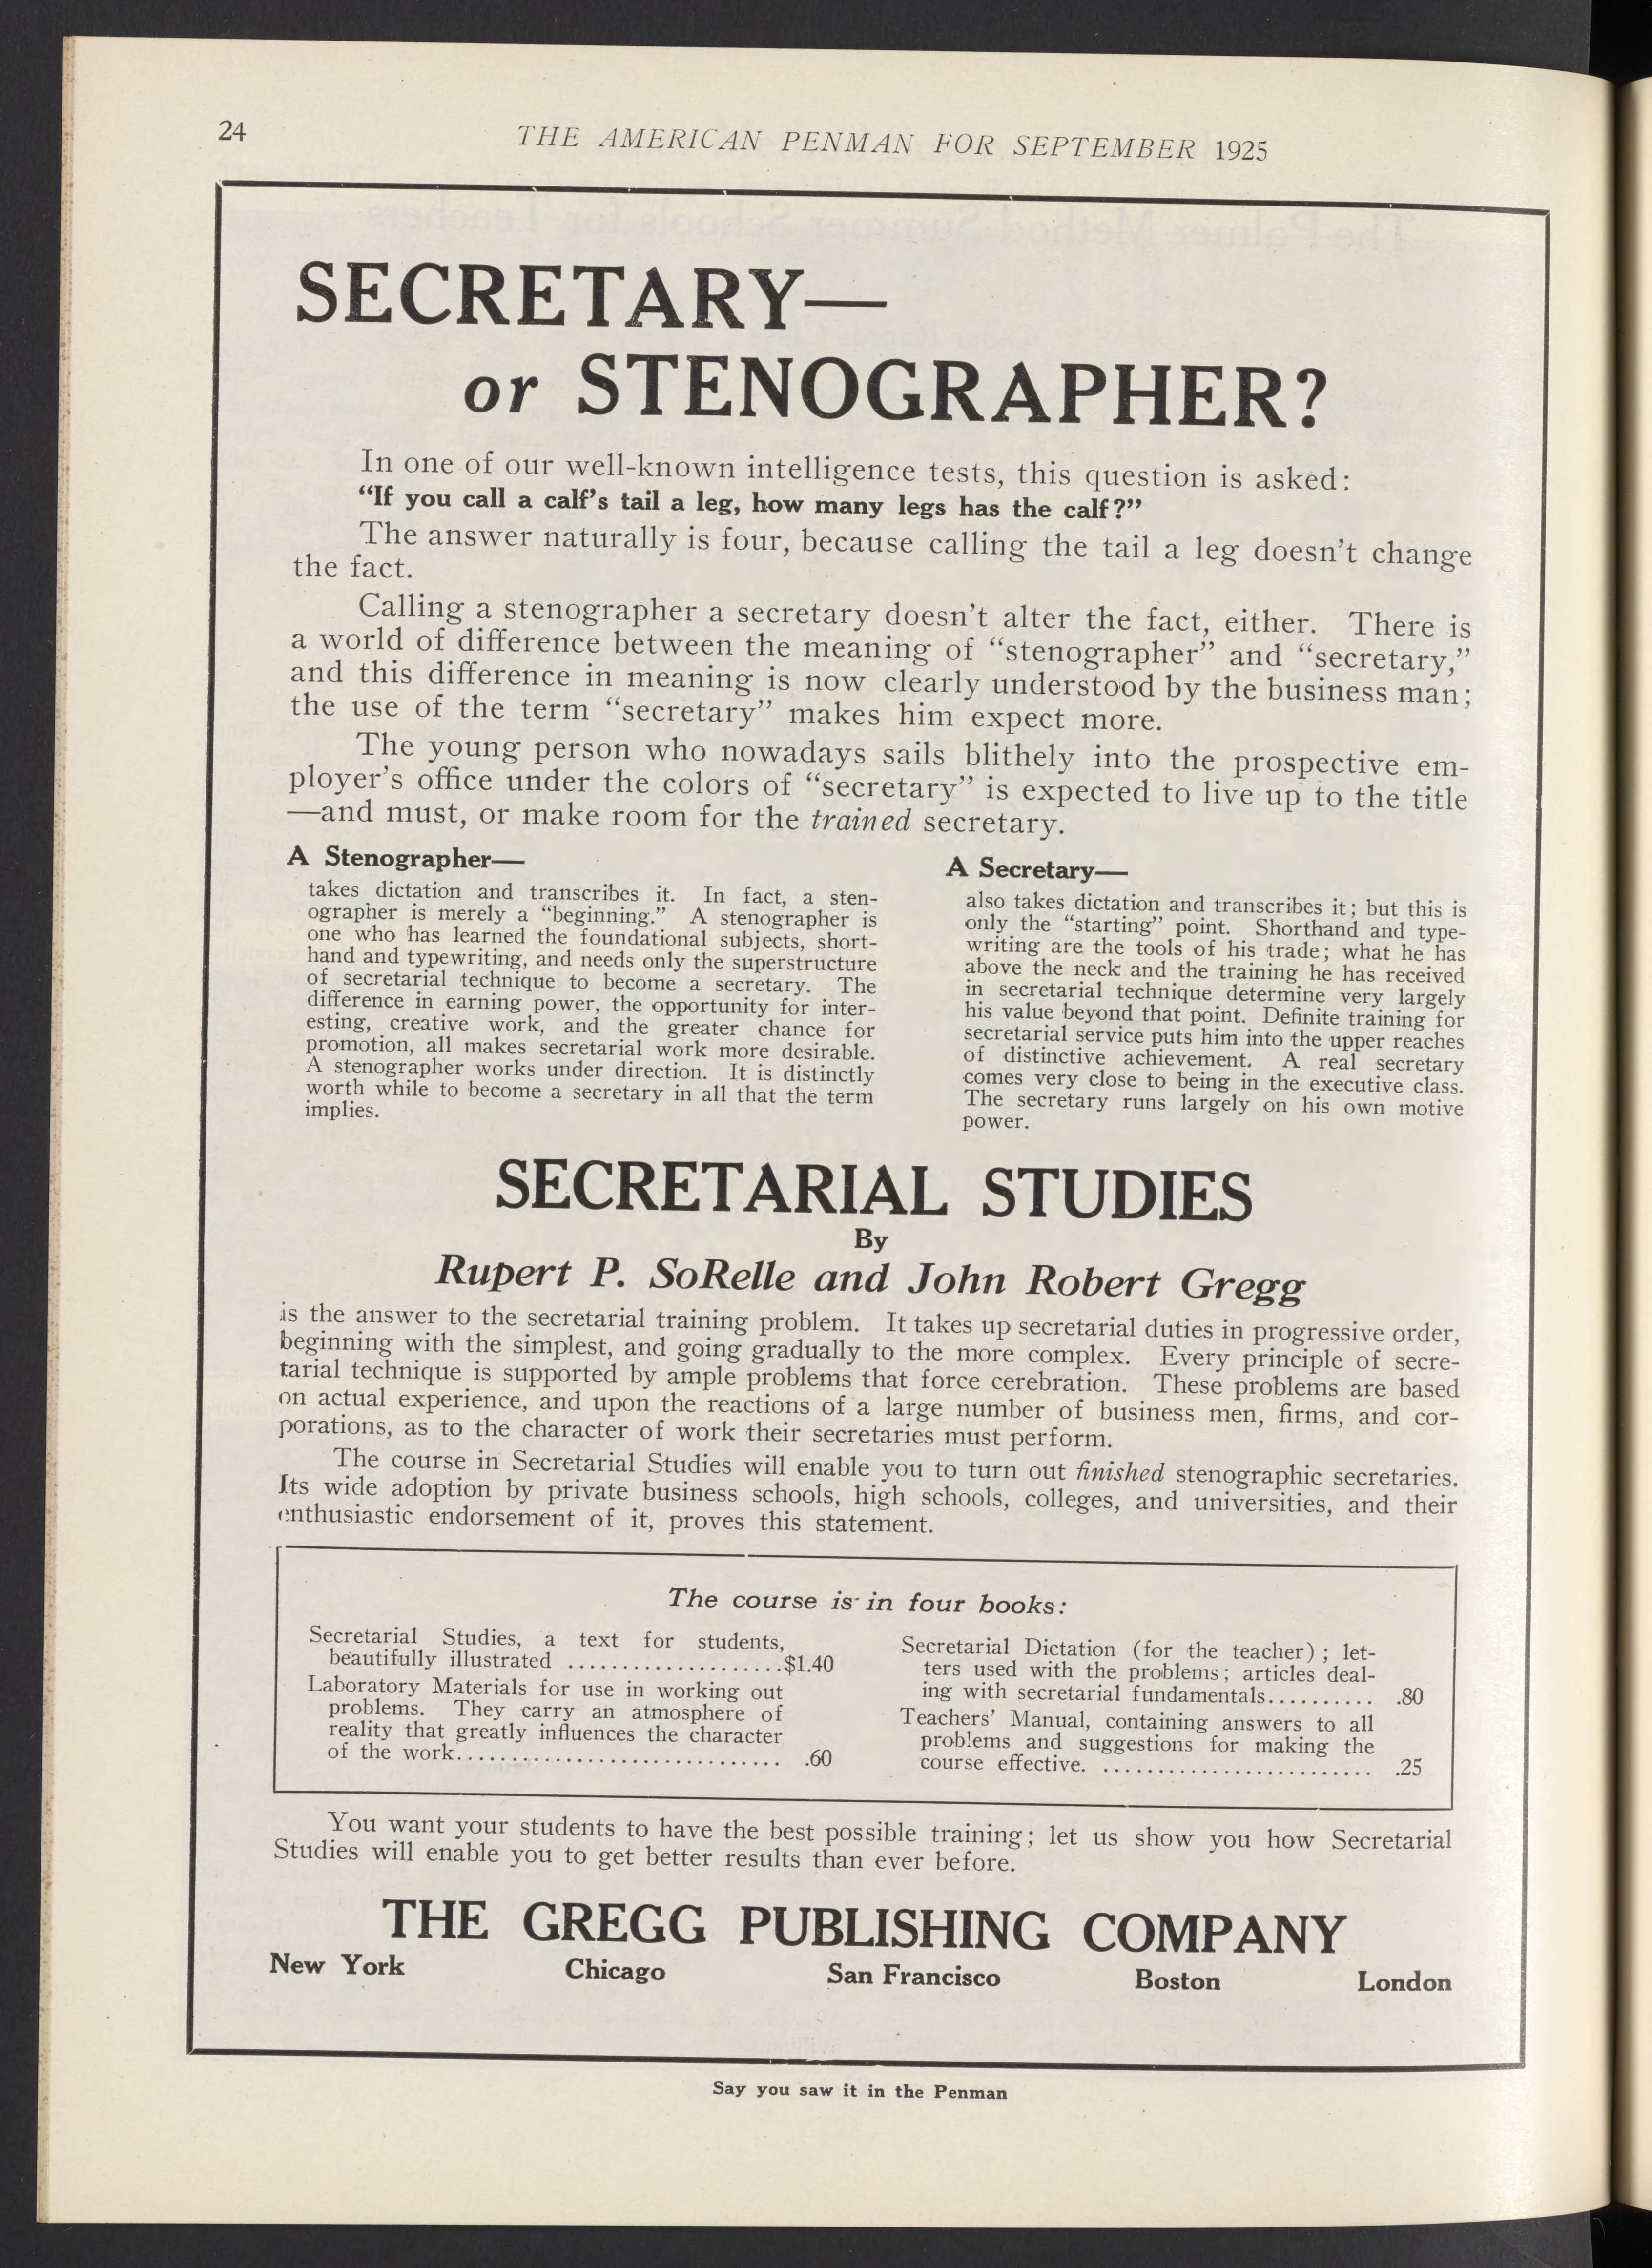 24
THE AMERICAN PENMAN FOR SEPTEMBER 1925
SECRETARY—
or STENOGRAPHER?
In one of our well-known intelligence tests, this question is asked:
“If you call a calf’s tail a leg, how many legs has the calf?”
The answer naturally is four, because calling the tail a leg doesn’t change
the fact.
Calling a stenographer a secretary doesn’t alter the fact, either. There is
a world of difference between the meaning of “stenographer” and “secretary,”
and this difference in meaning is now clearly understood by the business man;
the use of the term “secretary” makes him expect more.
The young person who nowadays sails blithely into the prospective em-
ployer’s office under the colors of “secretary” is expected to live up to the title
—and must, or make room for the trained secretary.
A Stenographer—
takes dictation and transcribes it. In fact, a sten-
ographer is merely a “beginning.” A stenographer is
one who has learned the foundational subjects, short-
hand and typewriting, and needs only the superstructure
of secretarial technique to become a secretary. The
difference in earning power, the opportunity for inter-
esting, creative work, and the greater chance for
promotion, all makes secretarial work more desirable.
A stenographer works under direction. It is distinctly
worth while to become a secretary in all that the term
implies.
A Secretary—
also takes dictation and transcribes it; but this is
only the “starting” point. Shorthand and type-
writing are the tools of his trade; what he has
above the neck and the training he has received
in secretarial technique determine very largely
his value beyond that point. Definite training for
secretarial service puts him into the upper reaches
of distinctive achievement. A real secretary
comes very close to being in the executive class.
The secretary runs largely on his own motive
power.
SECRETARIAL STUDIES
By
Rupert P. SoRelle and John Robert Gregg
is the answer to the secretarial training problem. It takes up secretarial duties in progressive order,
beginning with the simplest, and going gradually to the more complex. Every principle of secre-
tarial technique is supported by ample problems that force cerebration. These problems are based
on actual experience, and upon the reactions of a large number of business men, firms, and cor-
porations, as to the character of work their secretaries must perform.
The course in Secretarial Studies will enable you to turn out finished stenographic secretaries.
Its wide adoption by private business schools, high schools, colleges, and universities, and their
enthusiastic endorsement of it, proves this statement.
The course is in four books:
Secretarial Studies, a text for students,
beautifully illustrated ....................$1.40
Laboratory Materials for use in working out
problems. They carry an atmosphere of
reality that greatly influences the character
of the work............................. .60
Secretarial Dictation (for the teacher); let-
ters used with the problems; articles deal-
ing with secretarial fundamentals.......... .80
Teachers’ Manual, containing answers to all
problems and suggestions for making the
course effective. ......................... .25
You want your students to have the best possible training; let us show you how Secretarial
Studies will enable you to get better results than ever before.
THE GREGG PUBLISHING COMPANY
New York Chicago San Francisco Boston London
Say you saw it in the Penman